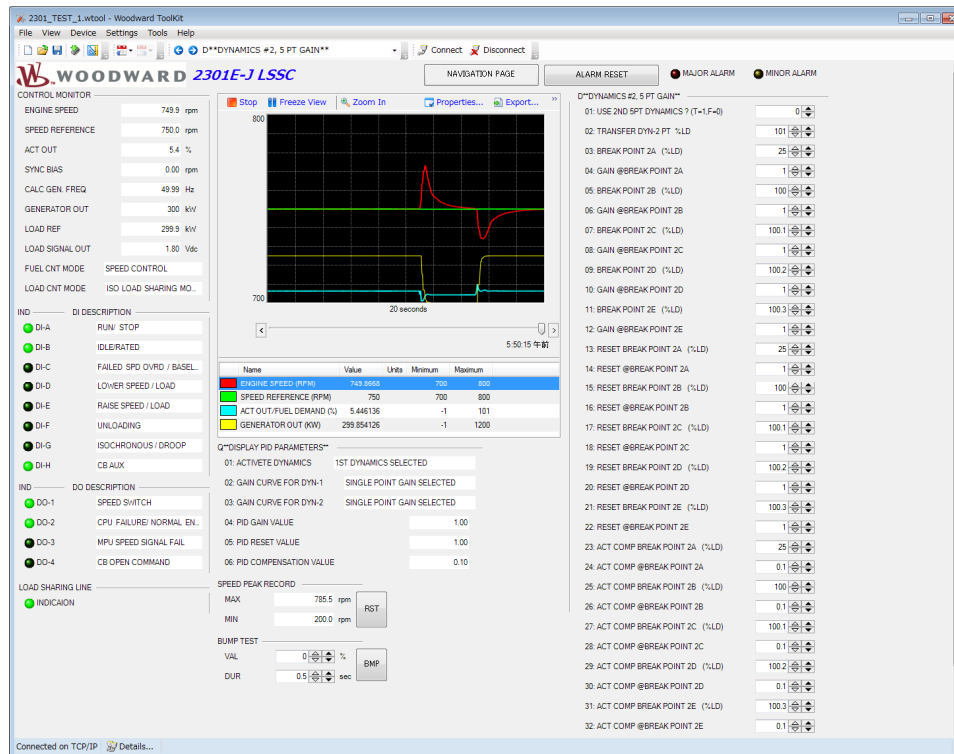 2301_TEST_1.wtool - Woodward ToolKit
File View Device Settings Tools Help
D**DYNAMICS #2, 5 PT GAIN** Connect Disconnect
WOODWARD 2301E-J LSSC NAVIGATION PAGE ALARM RESET MAJOR ALARM MINOR ALARM
CONTROL MONITOR
ENGINE SPEED 749.9 rpm
SPEED REFERENCE 750.0 rpm
ACT OUT 5.4 %
SYNC BIAS 0.00 rpm
CALC GEN. FREQ 49.99 Hz
GENERATOR OUT 300 kW
LOAD REF 299.9 kW
LOAD SIGNAL OUT 1.80 Vdc
FUEL CNT MODE SPEED CONTROL
LOAD CNT MODE ISO LOAD SHARING MO..
IND DI DESCRIPTION
DI-A RUN/ STOP
DI-B IDLE/RATED
DI-C FAILED SPD OVRD / BASEL..
DI-D LOWER SPEED / LOAD
DI-E RAISE SPEED / LOAD
DI-F UNLOADING
DI-G ISOCHRONOUS / DROOP
DI-H CB AUX
IND DO DESCRIPTION
DO-1 SPEED SWITCH
DO-2 CPU FAILURE/ NORMAL EN..
DO-3 MPU SPEED SIGNAL FAIL
DO-4 CB OPEN COMMAND
LOAD SHARING LINE
INDICAION
Stop Freeze View Zoom In Properties... Export... »
800
700
20 seconds
5:50:15 午前
Name Value Units Minimum Maximum
ENGINE SPEED (RPM) 749.8668 700 800
SPEED REFERENCE (RPM) 750 700 800
ACT OUT/FUEL DEMAND (%) 5.446136 -1 101
GENERATOR OUT (KW) 299.854126 -1 1200
Q**DISPLAY PID PARAMETERS**
01: ACTIVETE DYNAMICS 1ST DYNAMICS SELECTED
02: GAIN CURVE FOR DYN-1 SINGLE POINT GAIN SELECTED
03: GAIN CURVE FOR DYN-2 SINGLE POINT GAIN SELECTED
04: PID GAIN VALUE 1.00
05: PID RESET VALUE 1.00
06: PID COMPENSATION VALUE 0.10
SPEED PEAK RECORD
MAX 785.5 rpm
RST
MIN 200.0 rpm
BUMP TEST
VAL 0 %
BMP
DUR 0.5 sec
D**DYNAMICS #2, 5 PT GAIN**
01: USE 2ND 5PT DYNAMICS ? (T=1,F=0) 0
02: TRANSFER DYN-2 PT %LD 101
03: BREAK POINT 2A (%LD) 25
04: GAIN @BREAK POINT 2A 1
05: BREAK POINT 2B (%LD) 100
06: GAIN @BREAK POINT 2B 1
07: BREAK POINT 2C (%LD) 100.1
08: GAIN @BREAK POINT 2C 1
09: BREAK POINT 2D (%LD) 100.2
10: GAIN @BREAK POINT 2D 1
11: BREAK POINT 2E (%LD) 100.3
12: GAIN @BREAK POINT 2E 1
13: RESET BREAK POINT 2A (%LD) 25
14: RESET @BREAK POINT 2A 1
15: RESET BREAK POINT 2B (%LD) 100
16: RESET @BREAK POINT 2B 1
17: RESET BREAK POINT 2C (%LD) 100.1
18: RESET @BREAK POINT 2C 1
19: RESET BREAK POINT 2D (%LD) 100.2
20: RESET @BREAK POINT 2D 1
21: RESET BREAK POINT 2E (%LD) 100.3
22: RESET @BREAK POINT 2E 1
23: ACT COMP BREAK POINT 2A (%LD) 25
24: ACT COMP @BREAK POINT 2A 0.1
25: ACT COMP BREAK POINT 2B (%LD) 100
26: ACT COMP @BREAK POINT 2B 0.1
27: ACT COMP BREAK POINT 2C (%LD) 100.1
28: ACT COMP @BREAK POINT 2C 0.1
29: ACT COMP BREAK POINT 2D (%LD) 100.2
30: ACT COMP @BREAK POINT 2D 0.1
31: ACT COMP BREAK POINT 2E (%LD) 100.3
32: ACT COMP @BREAK POINT 2E 0.1
Connected on TCP/IP Details...